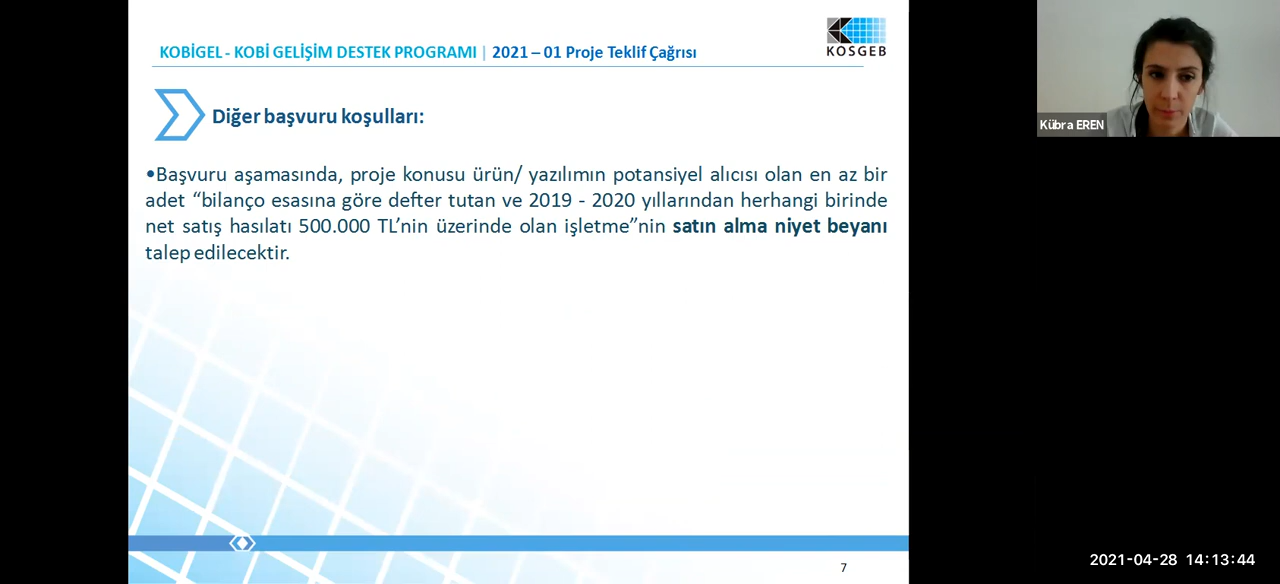 KOBİGEL - KOBİ GELİŞİM DESTEK PROGRAMI | 2021 – 01 Proje Teklif Çağrısı
KOSGEB
Kübra EREN
Diğer başvuru koşulları:
•Başvuru aşamasında, proje konusu ürün/ yazılımın potansiyel alıcısı olan en az bir
adet “bilanço esasına göre defter tutan ve 2019 - 2020 yıllarından herhangi birinde
net satış hasılatı 500.000 TL’nin üzerinde olan işletme”nin satın alma niyet beyanı
talep edilecektir.
2021-04-28 14:13:44
7